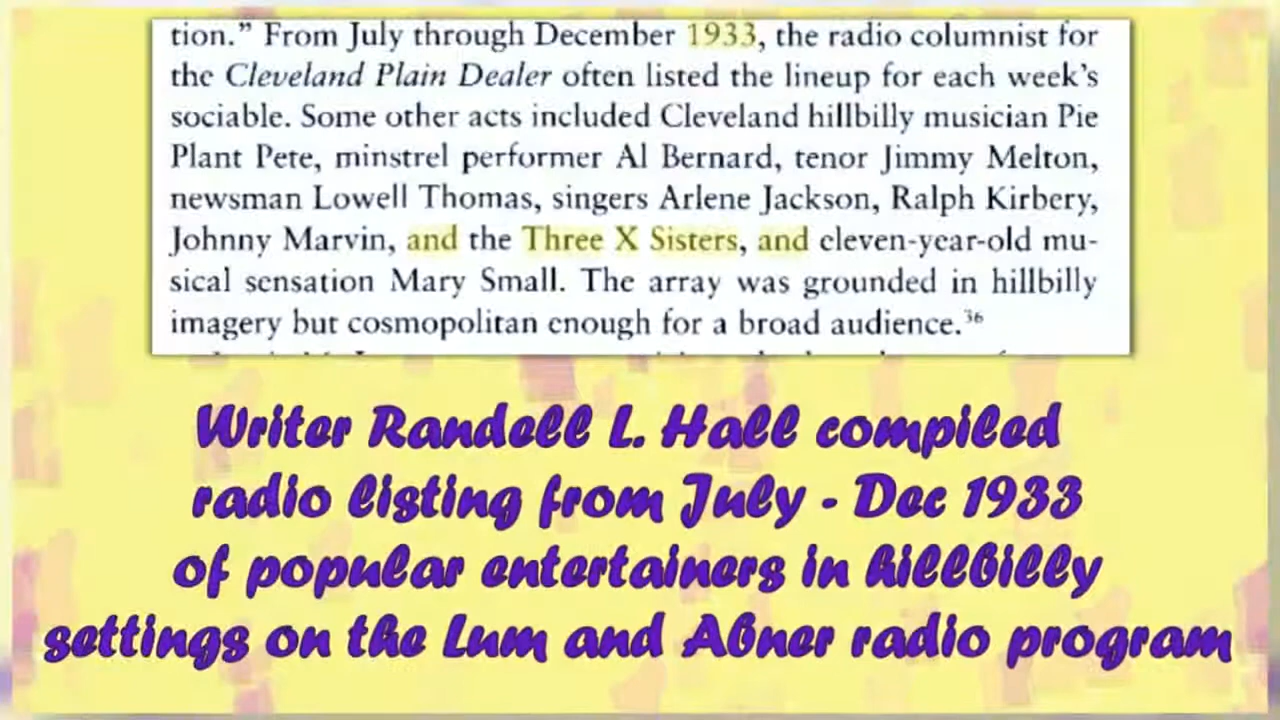 tion.” From July through December 1933, the radio columnist for
the Cleveland Plain Dealer often listed the lineup for each week’s
sociable. Some other acts included Cleveland hillbilly musician Pie
Plant Pete, minstrel performer Al Bernard, tenor Jimmy Melton,
newsman Lowell Thomas, singers Arlene Jackson, Ralph Kirbery,
Johnny Marvin, and the Three X Sisters, and cleven-year-old mu-
sical sensation Mary Small. The array was grounded in hillbilly
imagery but cosmopolitan enough for a broad audience.36
Writer Randell L. Hall compiled
radio listing from July - Dec 1933
of popular entertainers in hillbilly
settings on the Lum and Abner radio program